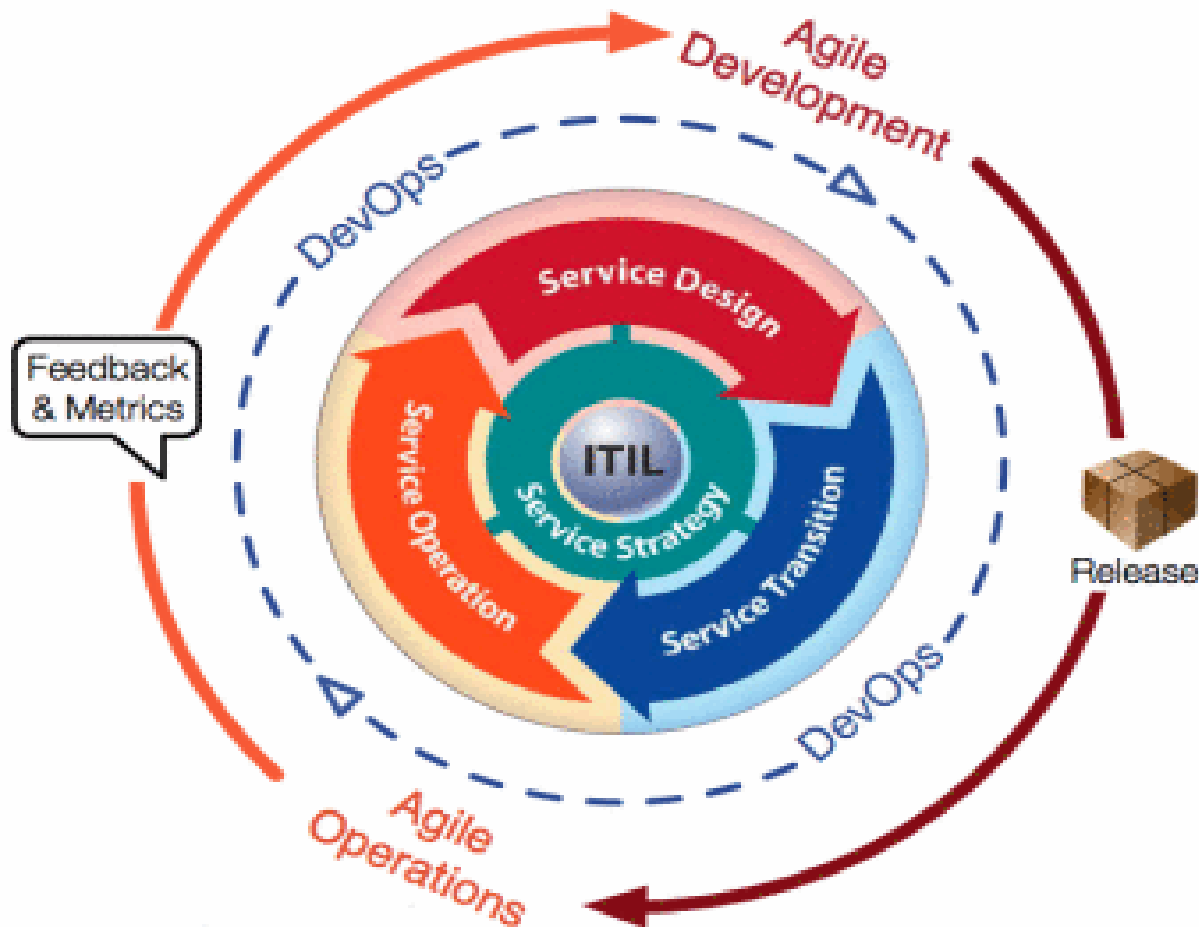 Agile
Development
DevOps
Service Design
Feedback
& Metrics
ITIL
Service Strategy
Service Operation
Service Transition
Release
DevOps
Agile
Operations